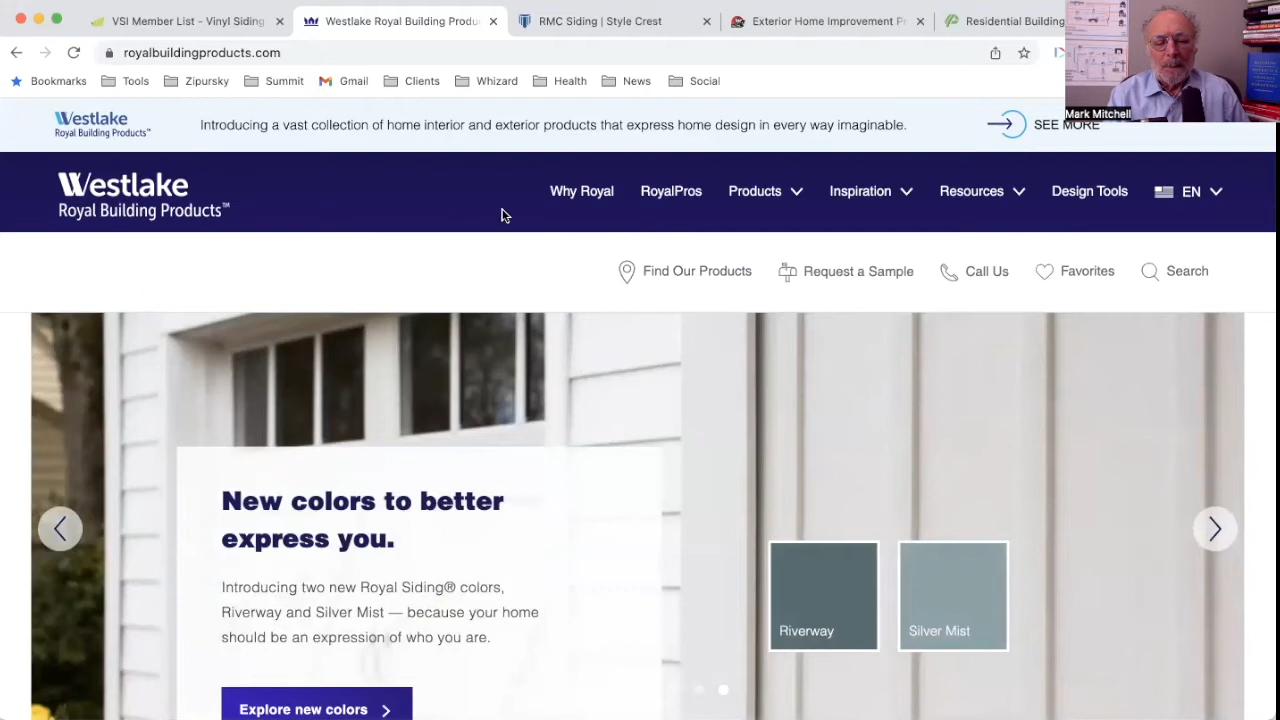 VSI Member List - Vinyl Siding
Westlake Royal Building Produ
RMC Siding | Style Crest
Exterior Home Improvement P
Residential Building
royalbuildingproducts.com
Bookmarks
Tools
Zipursky
Summit
Gmail
Clients
Whizard
Health
News
Social
Mark Mitchell
Westlake
Royal Building Products™
Introducing a vast collection of home interior and exterior products that express home design in every way imaginable.
SEE MORE
Westlake
Royal Building Products™
Why Royal
RoyalPros
Products
Inspiration
Resources
Design Tools
EN
Find Our Products
Request a Sample
Call Us
Favorites
Search
New colors to better
express you.
Introducing two new Royal Siding® colors,
Riverway and Silver Mist — because your home
should be an expression of who you are.
Explore new colors
Riverway
Silver Mist